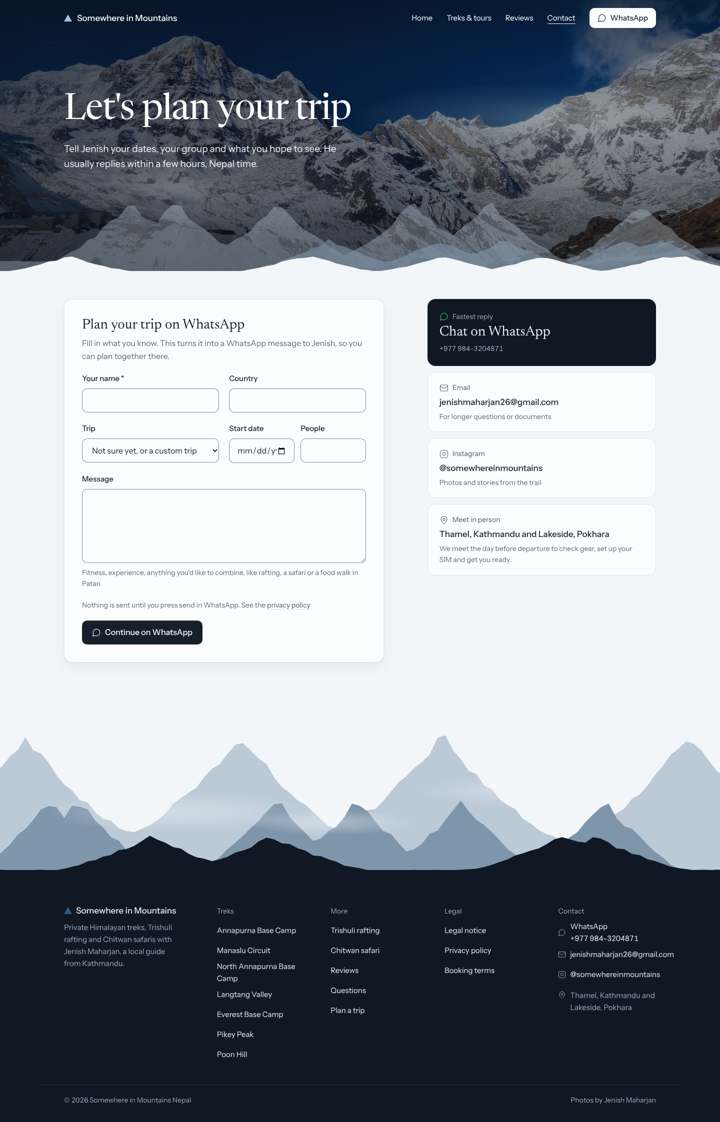 Somewhere in Mountains
Home
Treks & tours
Reviews
Contact
WhatsApp
Let's plan your trip
Tell Jenish your dates, your group and what you hope to see. He
usually replies within a few hours, Nepal time.
Plan your trip on WhatsApp
Fill in what you know. This turns it into a WhatsApp message to Jenish, so you
can plan together there.
Your name *
Country
Trip
Start date
People
Not sure yet, or a custom trip
mm/dd/y
Message
Fitness, experience, anything you'd like to combine, like rafting, a safari or a food walk in
Patan
Nothing is sent until you press send in WhatsApp. See the privacy policy
Continue on WhatsApp
Fastest reply
Chat on WhatsApp
+977 984-3204871
Email
jenishmaharjan26@gmail.com
For longer questions or documents
Instagram
@somewhereinmountains
Photos and stories from the trail
Meet in person
Thamel, Kathmandu and Lakeside, Pokhara
We meet the day before departure to check gear, set up your
SIM and get you ready.
Somewhere in Mountains
Private Himalayan treks, Trishuli
rafting and Chitwan safaris with
Jenish Maharjan, a local guide
from Kathmandu.
Treks
Annapurna Base Camp
Manaslu Circuit
North Annapurna Base
Camp
Langtang Valley
Everest Base Camp
Pikey Peak
Poon Hill
More
Trishuli rafting
Chitwan safari
Reviews
Questions
Plan a trip
Legal
Legal notice
Privacy policy
Booking terms
Contact
WhatsApp
+977 984-3204871
jenishmaharjan26@gmail.com
@somewhereinmountains
Thamel, Kathmandu and
Lakeside, Pokhara
© 2026 Somewhere in Mountains Nepal
Photos by Jenish Maharjan